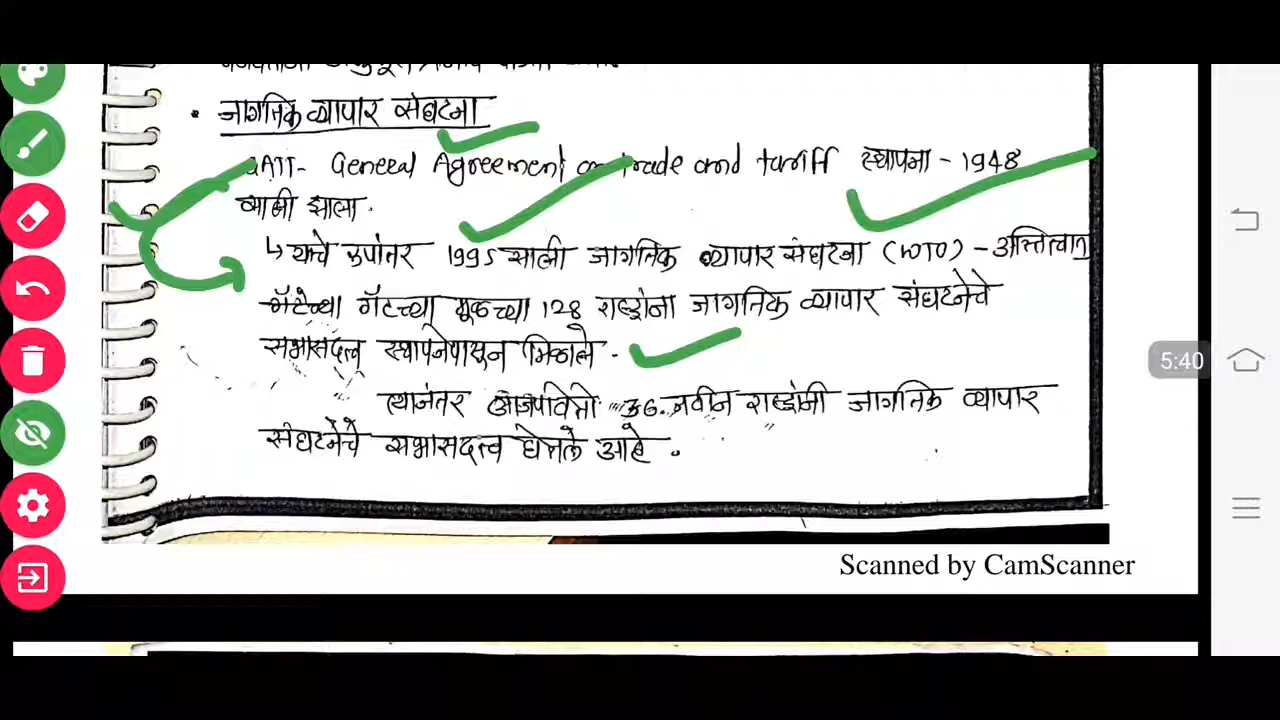 • जागतिक व्यापार संघटना
GATT- General Agreement on trade and tariff स्थापना - 1948
साली झाला.
↳ याचे रुपांतर 1995 साली जागतिक व्यापार संघटना (WTO) - अस्तित्वात
गॅटच्या मूळच्या 128 राष्ट्रांना जागतिक व्यापार संघटनेचे
सभासदत्व स्थापनेपासून मिळाले.
त्यानंतर आजपर्यंत 36 नवीन राष्ट्रांनी जागतिक व्यापार
संघटनेचे सभासदत्व घेतले आहे.
Scanned by CamScanner
5:40